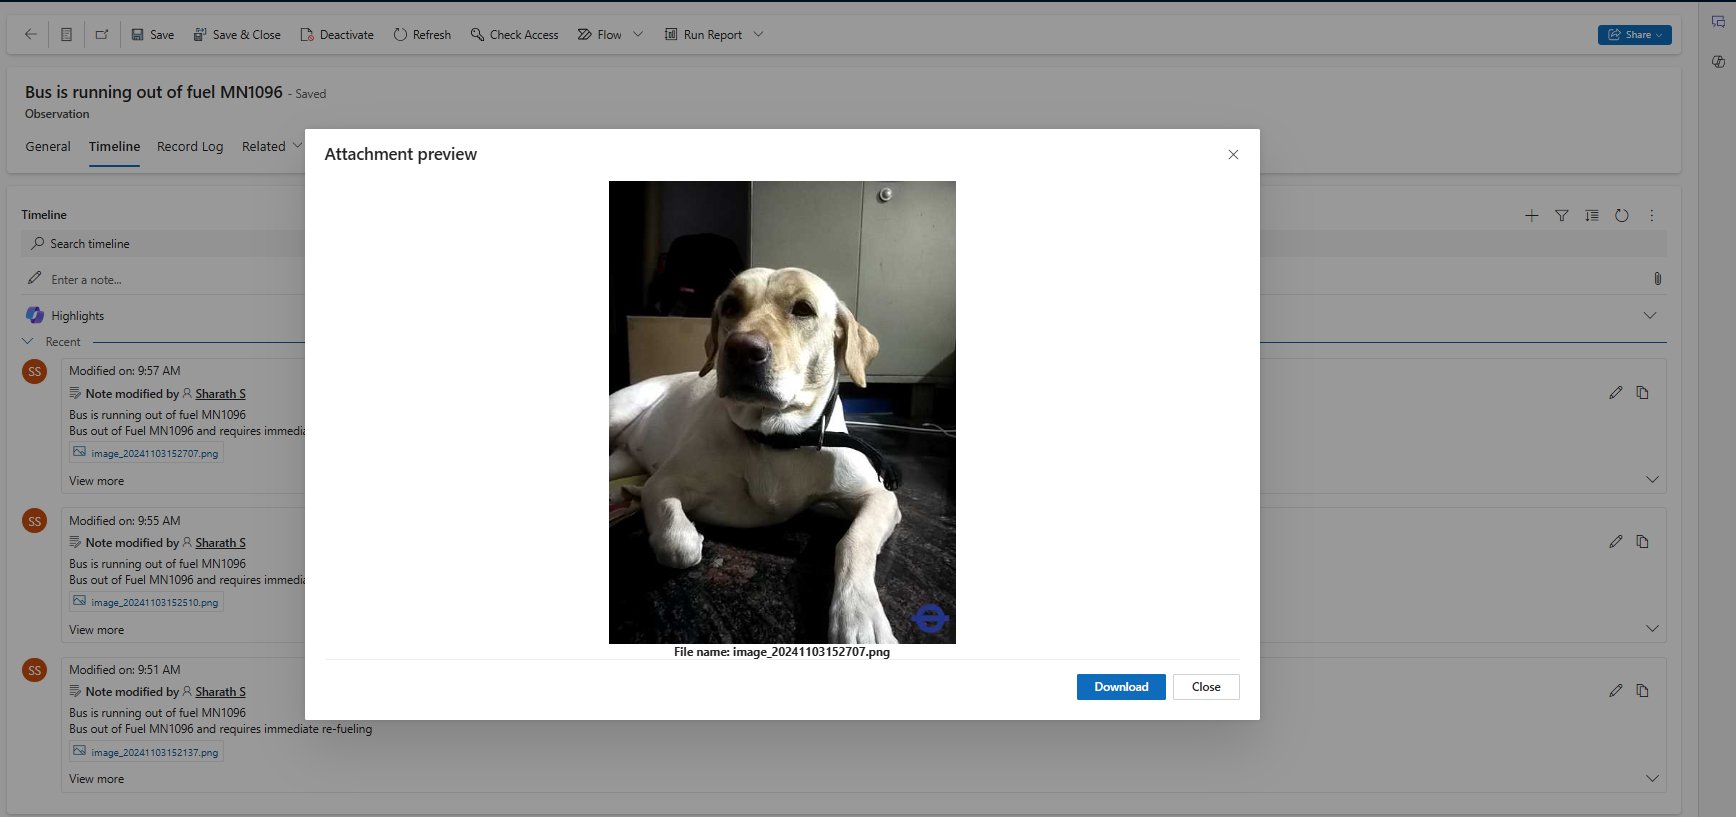 Save
Save & Close
Deactivate
Refresh
Check Access
Flow
Run Report
Share
Bus is running out of fuel MN1096 - Saved
Observation
General
Timeline
Record Log
Related
Attachment preview
Timeline
Search timeline
Enter a note...
Highlights
Recent
SS
Modified on: 9:57 AM
Note modified by Sharath S
Bus is running out of fuel MN1096
Bus out of Fuel MN1096 and requires
image_20241103152707.png
View more
SS
Modified on: 9:55 AM
Note modified by Sharath S
Bus is running out of fuel MN1096
Bus out of Fuel MN1096 and requires
image_20241103152510.png
View more
SS
Modified on: 9:51 AM
Note modified by Sharath S
Bus is running out of fuel MN1096
Bus out of Fuel MN1096 and requires immediate re-fueling
image_20241103152137.png
View more
File name: image_20241103152707.png
Download
Close